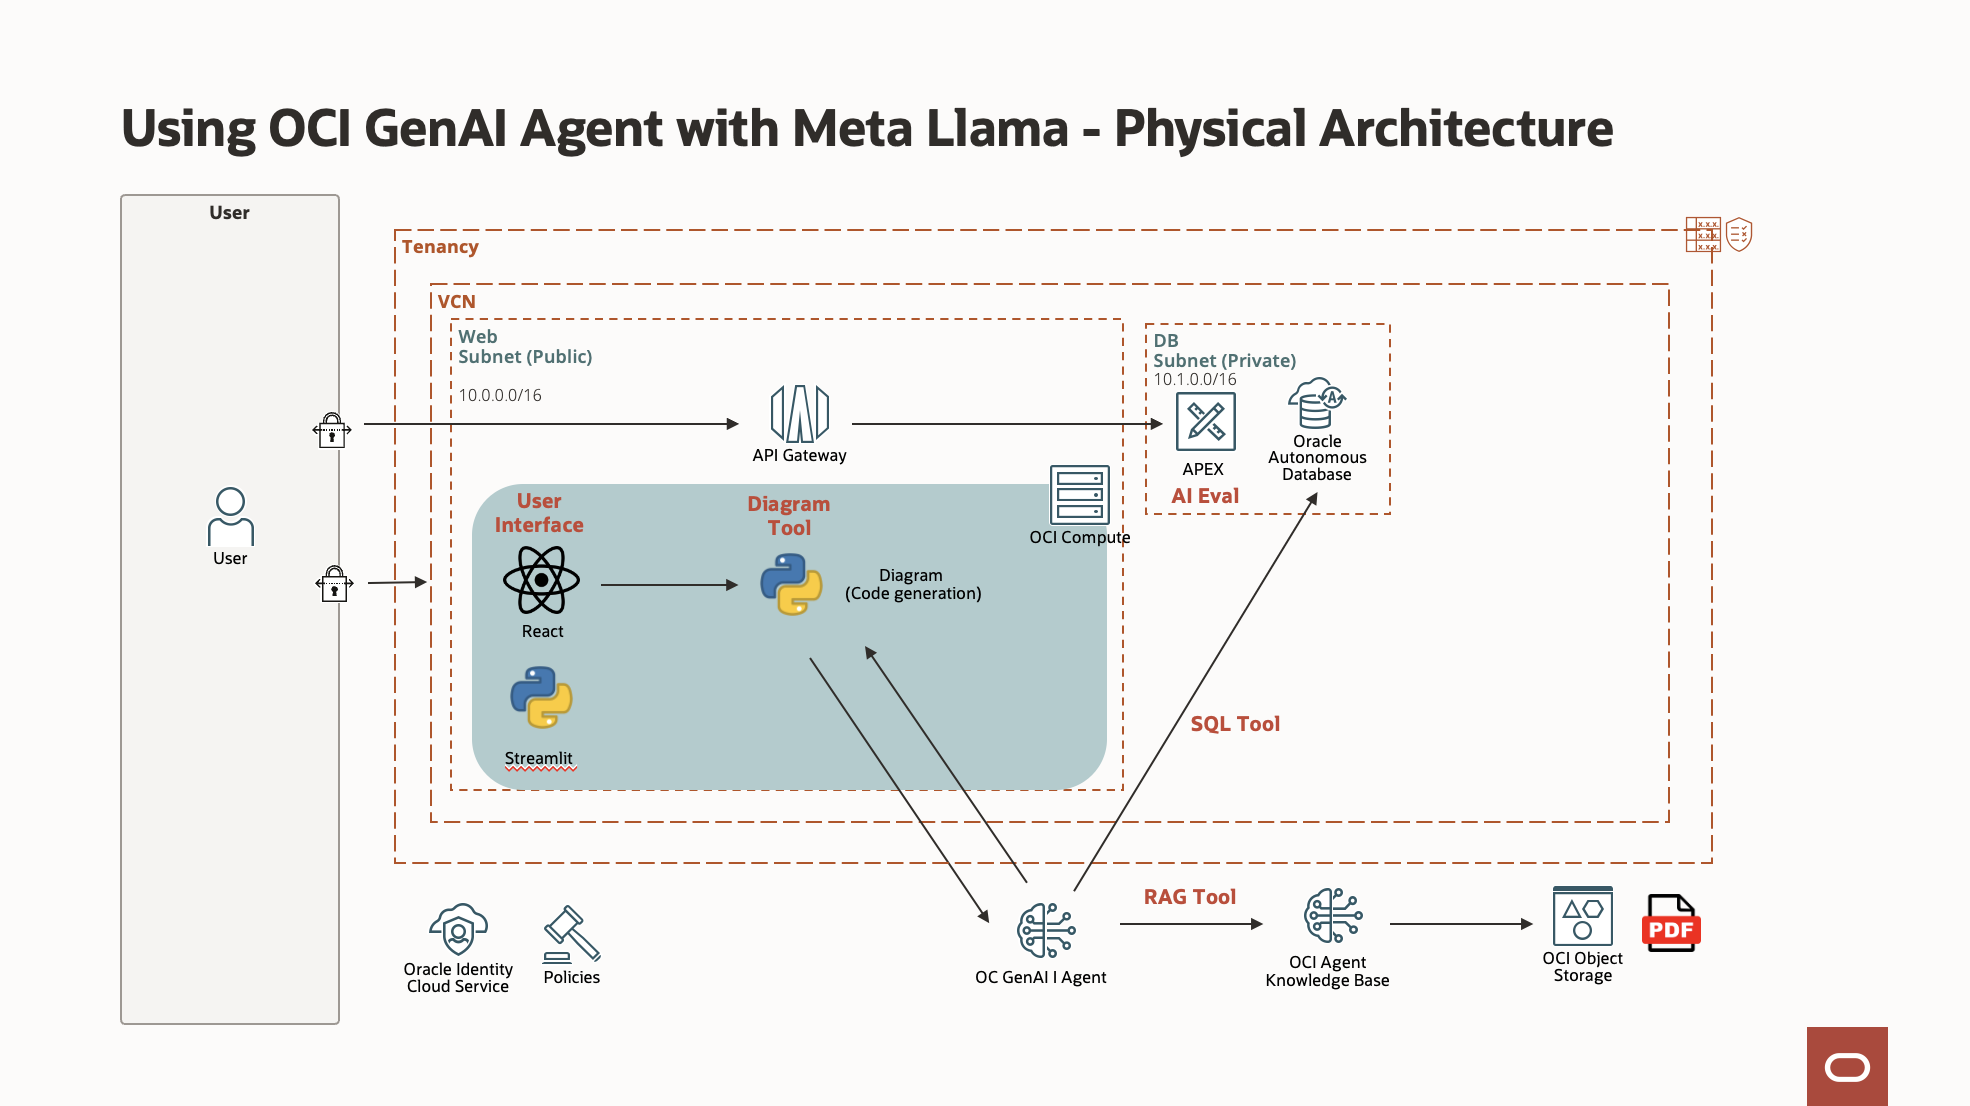 Using OCI GenAI Agent with Meta Llama - Physical Architecture
User
User
Tenancy
VCN
Web
Subnet (Public)
10.0.0.0/16
API Gateway
DB
Subnet (Private)
10.1.0.0/16
APEX
AI Eval
Oracle
Autonomous
Database
OCI Compute
User
Interface
React
Streamlit
Diagram
Tool
Diagram
(Code generation)
SQL Tool
Oracle Identity
Cloud Service
Policies
OC GenAI I Agent
RAG Tool
OCI Agent
Knowledge Base
OCI Object
Storage
PDF